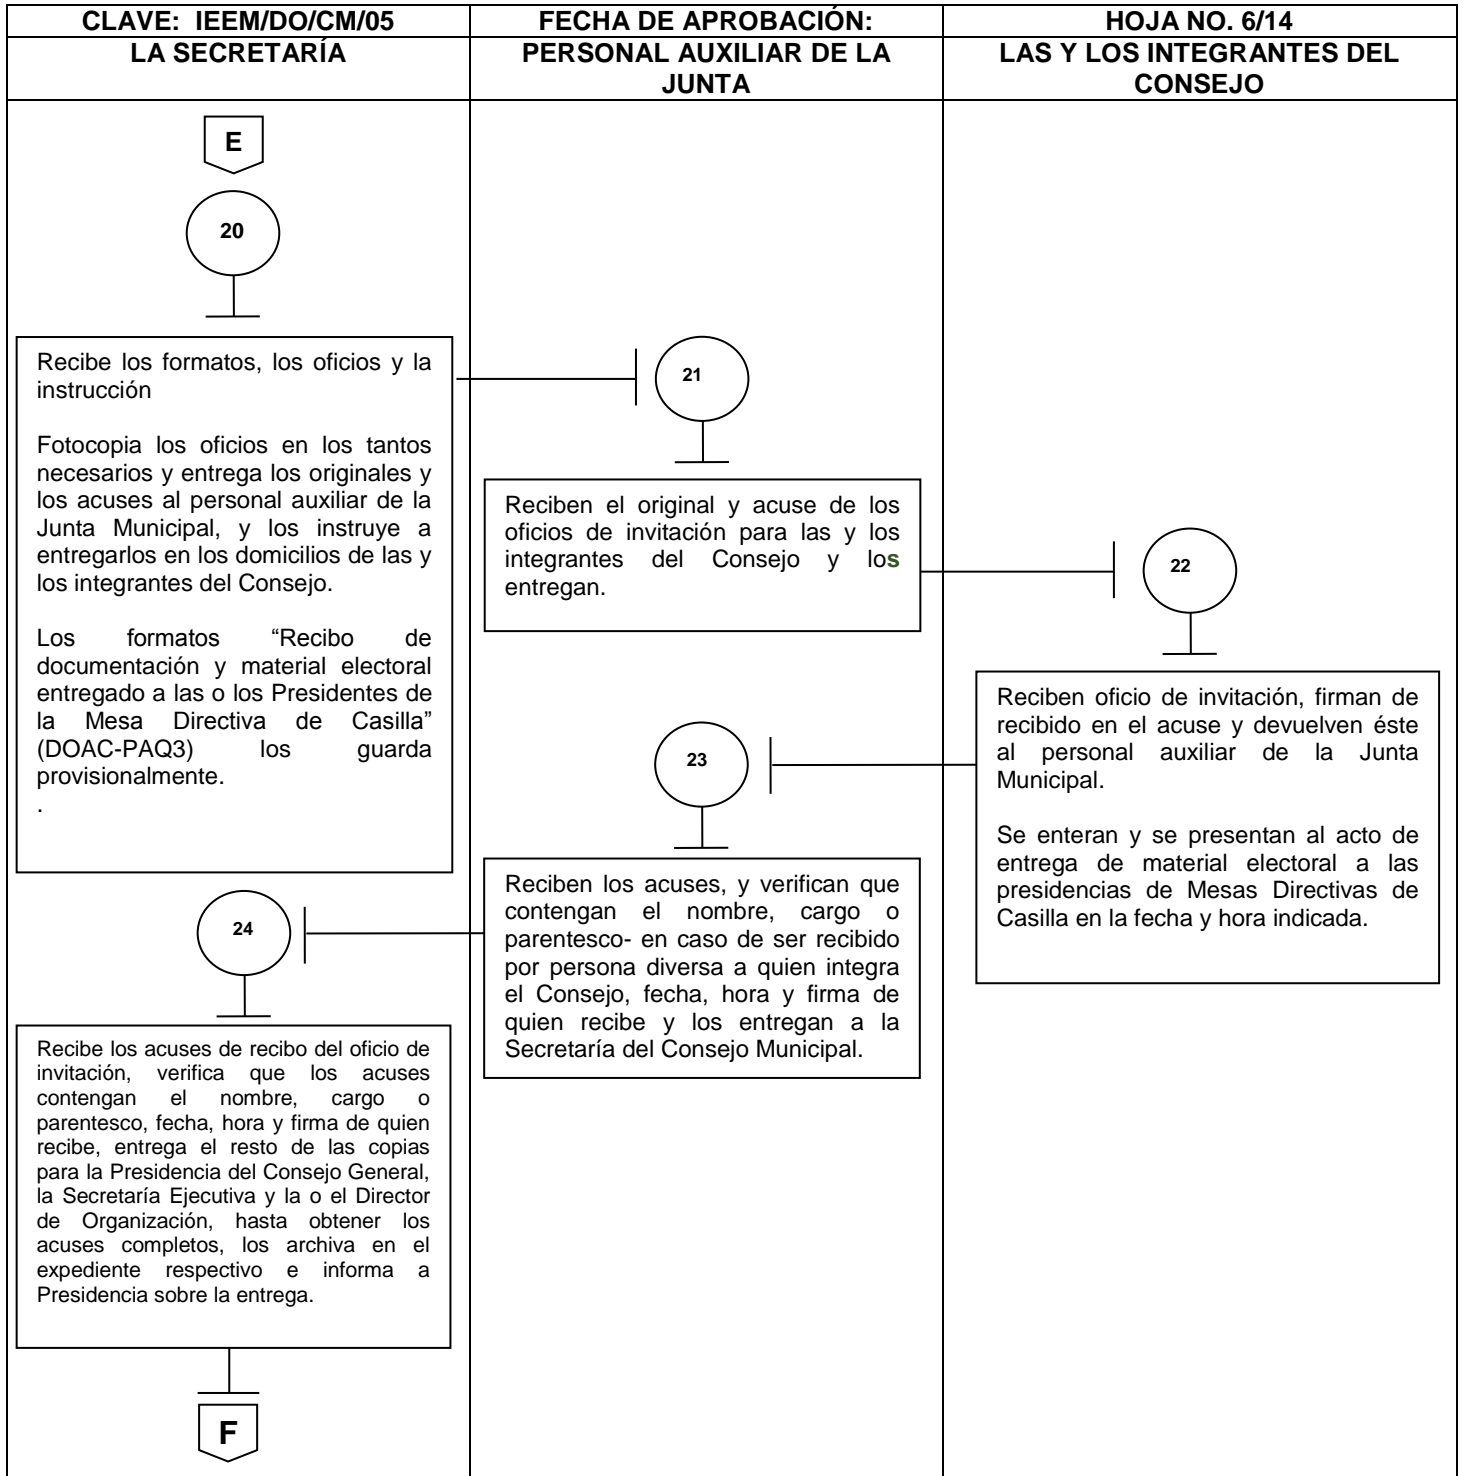 CLAVE: IEEM/DO/CM/05
FECHA DE APROBACIÓN:
HOJA NO. 6/14
LA SECRETARÍA
PERSONAL AUXILIAR DE LA
JUNTA
LAS Y LOS INTEGRANTES DEL
CONSEJO
E
20
Recibe los formatos, los oficios y la
instrucción
Fotocopia los oficios en los tantos
necesarios y entrega los originales y
los acuses al personal auxiliar de la
Junta Municipal, y los instruye a
entregarlos en los domicilios de las y
los integrantes del Consejo.
Los formatos “Recibo de
documentación y material electoral
entregado a las o los Presidentes de
la Mesa Directiva de Casilla”
(DOAC-PAQ3) los guarda
provisionalmente.
.
21
Reciben el original y acuse de los
oficios de invitación para las y los
integrantes del Consejo y los
entregan.
22
Reciben oficio de invitación, firman de
recibido en el acuse y devuelven éste
al personal auxiliar de la Junta
Municipal.
Se enteran y se presentan al acto de
entrega de material electoral a las
presidencias de Mesas Directivas de
Casilla en la fecha y hora indicada.
23
Reciben los acuses, y verifican que
contengan el nombre, cargo o
parentesco- en caso de ser recibido
por persona diversa a quien integra
el Consejo, fecha, hora y firma de
quien recibe y los entregan a la
Secretaría del Consejo Municipal.
24
Recibe los acuses de recibo del oficio de
invitación, verifica que los acuses
contengan el nombre, cargo o
parentesco, fecha, hora y firma de quien
recibe, entrega el resto de las copias
para la Presidencia del Consejo General,
la Secretaría Ejecutiva y la o el Director
de Organización, hasta obtener los
acuses completos, los archiva en el
expediente respectivo e informa a
Presidencia sobre la entrega.
F